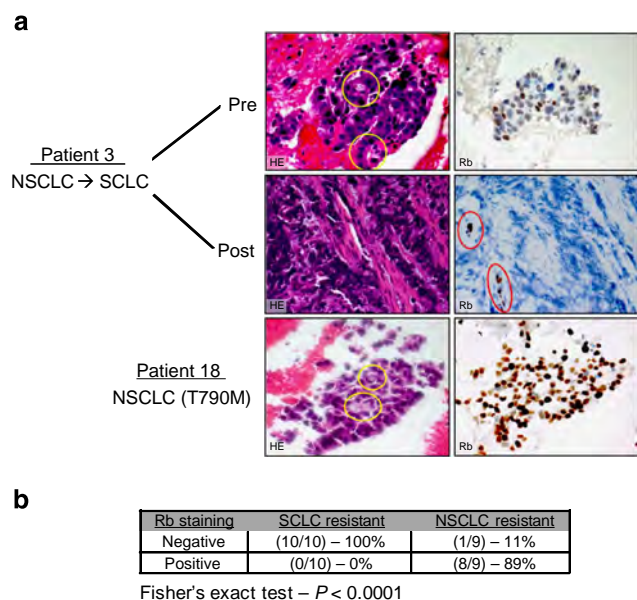 a
Pre
Patient 3
NSCLC → SCLC
Post
HE
Rb
HE
Rb
Patient 18
NSCLC (T790M)
HE
Rb
b
Rb staining SCLC resistant NSCLC resistant
Negative (10/10) – 100% (1/9) – 11%
Positive (0/10) – 0% (8/9) – 89%
Fisher's exact test – P < 0.0001